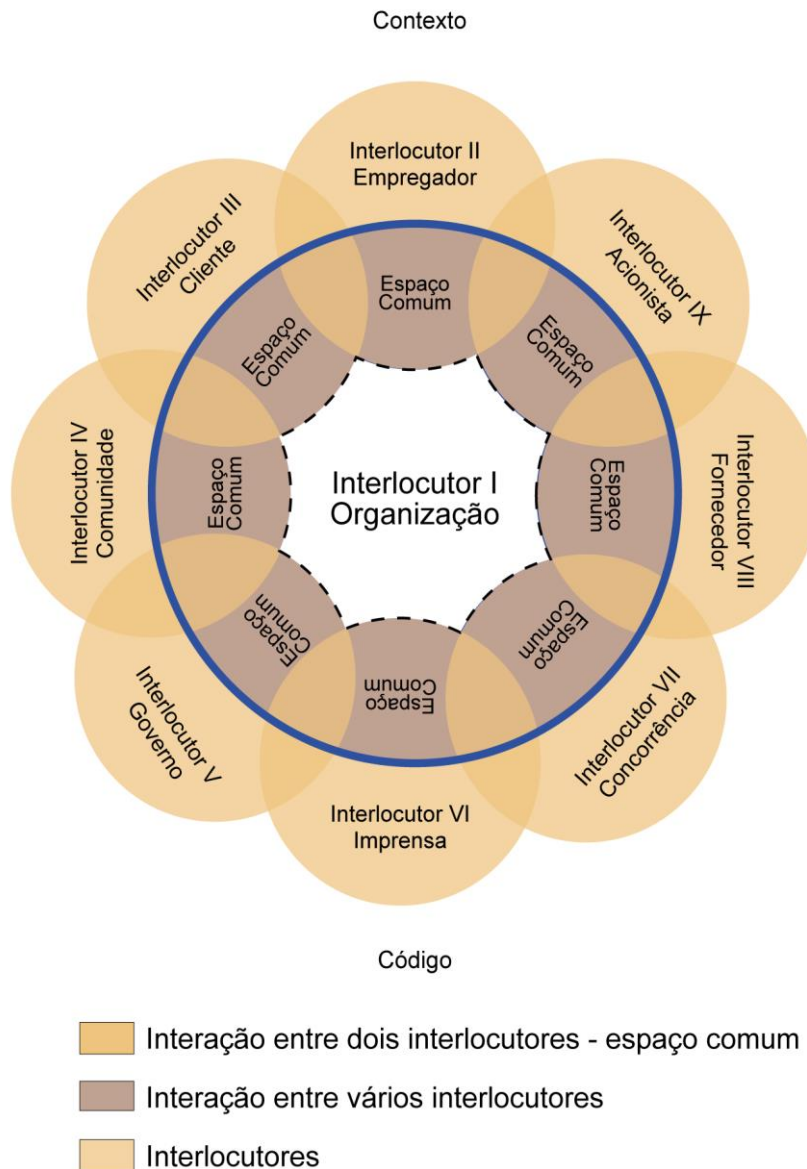 Contexto
Interlocutor II
Empregador
Interlocutor III
Cliente
Interlocutor IX
Acionista
Espaço
Comum
Espaço
Comum
Espaço
Comum
Interlocutor IV
Comunidade
Espaço
Comum
Interlocutor I
Organização
Espaço
Comum
Interlocutor VIII
Fornecedor
Espaço
Comum
Espaço
Comum
Espaço
Comum
Interlocutor V
Governo
Interlocutor VI
Imprensa
Interlocutor VII
Concorrência
Código
Interação entre dois interlocutores - espaço comum
Interação entre vários interlocutores
Interlocutores